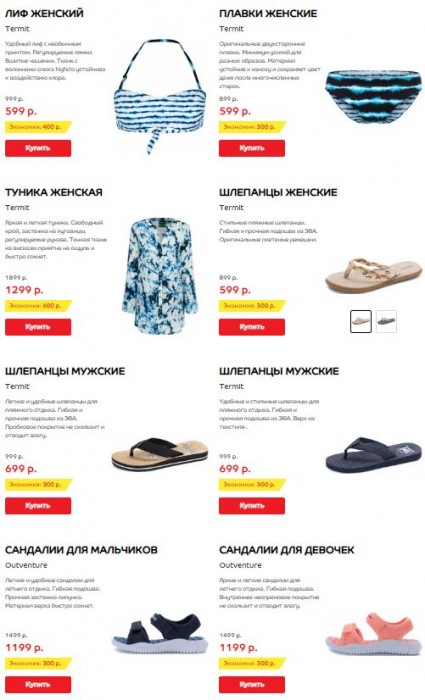 ЛИФ ЖЕНСКИЙ
Termit
Удобный лиф с необычным
принтом. Регулируемые лямки.
Вшитые чашечки. Ткань с
волокнами creora highclo устойчива
к воздействию хлора.
999 р.
599 р.
Экономия: 400 р.
Купить
ПЛАВКИ ЖЕНСКИЕ
Termit
Оригинальные двухсторонние
плавки. Минимум усилий для
разных образов. Материал
устойчив к износу и сохраняет цвет
даже после многочисленных
стирок.
899 р.
599 р.
Экономия: 300 р.
Купить
ТУНИКА ЖЕНСКАЯ
Termit
Яркая и легкая туника. Свободный
крой, застежка на пуговицы,
регулируемые рукава. Тонкая ткань
из вискозы приятна на ощупь и
быстро сохнет.
1899 р.
1299 р.
Экономия: 600 р.
Купить
ШЛЕПАНЦЫ ЖЕНСКИЕ
Termit
Стильные пляжные шлепанцы.
Гибкая и прочная подошва из ЭВА.
Оригинальные плетеные ремешки.
899 р.
599 р.
Экономия: 300 р.
Купить
ШЛЕПАНЦЫ МУЖСКИЕ
Termit
Легкие и удобные шлепанцы для
пляжного отдыха. Гибкая и
прочная подошва из ЭВА.
Пробковое покрытие не скользит и
отводит влагу.
999 р.
699 р.
Экономия: 300 р.
Купить
ШЛЕПАНЦЫ МУЖСКИЕ
Termit
Удобные и стильные шлепанцы для
пляжного отдыха. Гибкая и
прочная подошва из ЭВА. Верх из
текстиля..
999 р.
699 р.
Экономия: 300 р.
Купить
САНДАЛИИ ДЛЯ МАЛЬЧИКОВ
Outventure
Легкие и удобные сандалии для
летнего отдыха. Гибкая подошва.
Прочная застежка липучка.
Материал верха быстро сохнет.
1499 р.
1199 р.
Экономия: 300 р.
САНДАЛИИ ДЛЯ ДЕВОЧЕК
Outventure
Яркие и легкие сандалии для
летнего отдыха. Гибкая подошва.
Внутреннее неопреновое покрытие
не скользит и отводит влагу.
1499 р.
1199 р.
Экономия: 300 р.